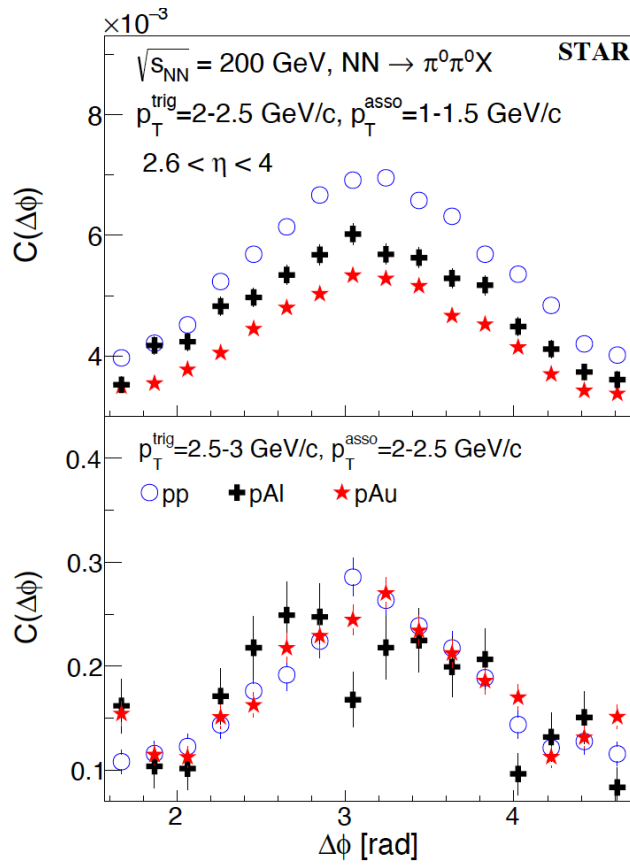 ×10⁻³
√s_NN = 200 GeV, NN → π⁰π⁰X STAR
p_T^trig=2-2.5 GeV/c, p_T^asso=1-1.5 GeV/c
2.6 < η < 4
8
6
4
C(Δϕ)
p_T^trig=2.5-3 GeV/c, p_T^asso=2-2.5 GeV/c
pp pAl pAu
0.4
0.3
0.2
0.1
C(Δϕ)
2 3 4
Δϕ [rad]